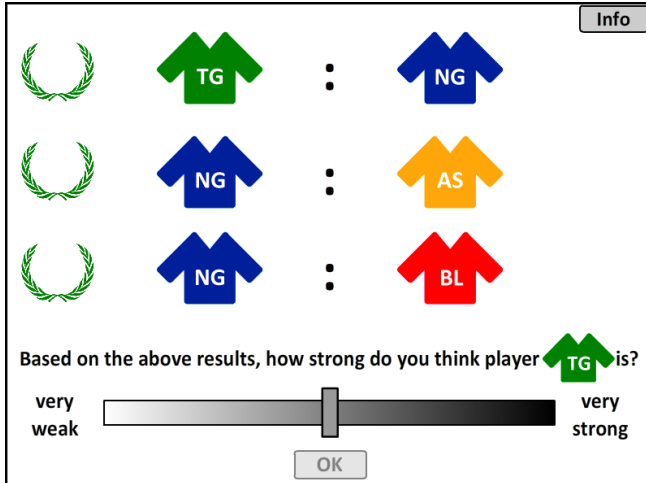 Info
TG : NG
NG : AS
NG : BL
Based on the above results, how strong do you think player TG is?
very weak
very strong
OK